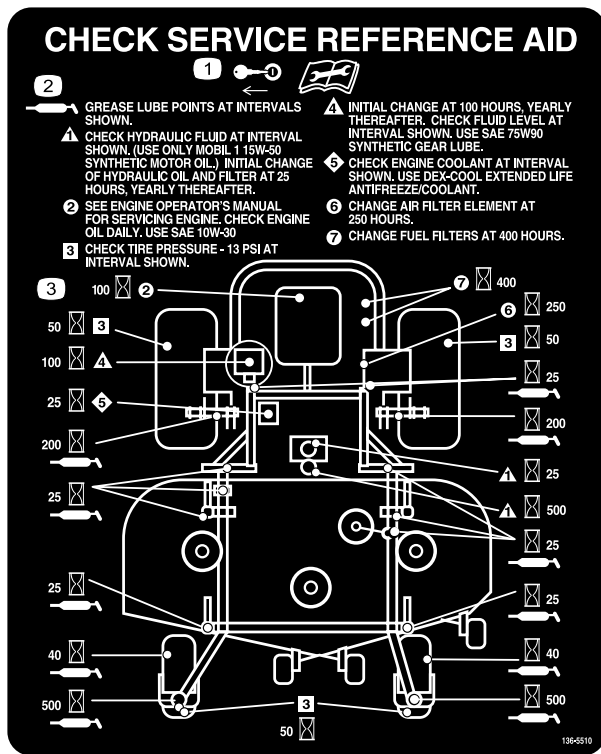 CHECK SERVICE REFERENCE AID
1
2
GREASE LUBE POINTS AT INTERVALS
SHOWN.
1 CHECK HYDRAULIC FLUID AT INTERVAL
SHOWN. (USE ONLY MOBIL 1 15W-50
SYNTHETIC MOTOR OIL.) INITIAL CHANGE
OF HYDRAULIC OIL AND FILTER AT 25
HOURS, YEARLY THEREAFTER.
2 SEE ENGINE OPERATOR'S MANUAL
FOR SERVICING ENGINE. CHECK ENGINE
OIL DAILY. USE SAE 10W-30
3 CHECK TIRE PRESSURE - 13 PSI AT
INTERVAL SHOWN.
4 INITIAL CHANGE AT 100 HOURS, YEARLY
THEREAFTER. CHECK FLUID LEVEL AT
INTERVAL SHOWN. USE SAE 75W90
SYNTHETIC GEAR LUBE.
5 CHECK ENGINE COOLANT AT INTERVAL
SHOWN. USE DEX-COOL EXTENDED LIFE
ANTIFREEZE/COOLANT.
6 CHANGE AIR FILTER ELEMENT AT
250 HOURS.
7 CHANGE FUEL FILTERS AT 400 HOURS.
3
100 2
7 400
50 3
6 250
100 4
3 50
25 5
25
200
200
25
1 25
1 500
25
25
25
40
40
500
500
3
50
136-5510